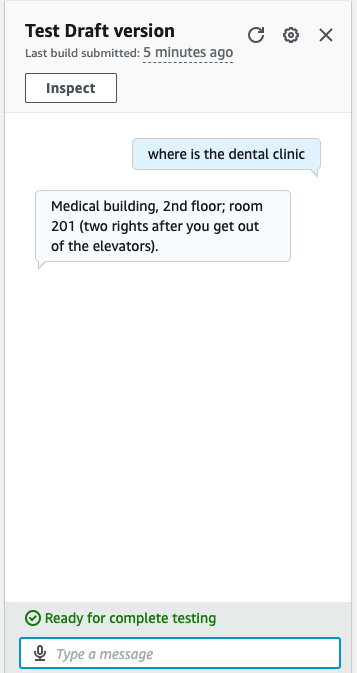 Test Draft version
Last build submitted: 5 minutes ago
Inspect
where is the dental clinic
Medical building, 2nd floor; room
201 (two rights after you get out
of the elevators).
Ready for complete testing
Type a message